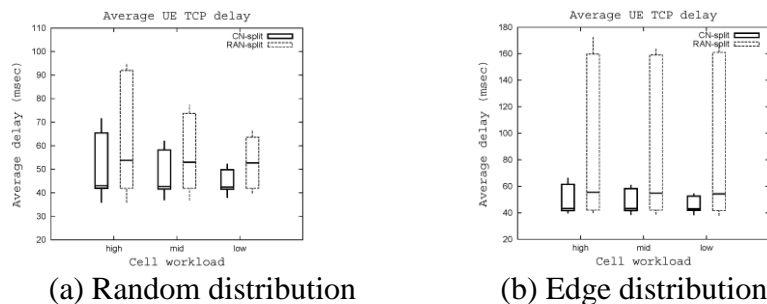 Average UE TCP delay
CN-split
RAN-split
Average delay (msec)
110
100
90
80
70
60
50
40
30
20
high
mid
low
Cell workload
(a) Random distribution
Average UE TCP delay
CN-split
RAN-split
Average delay (msec)
180
160
140
120
100
80
60
40
20
high
mid
low
Cell workload
(b) Edge distribution